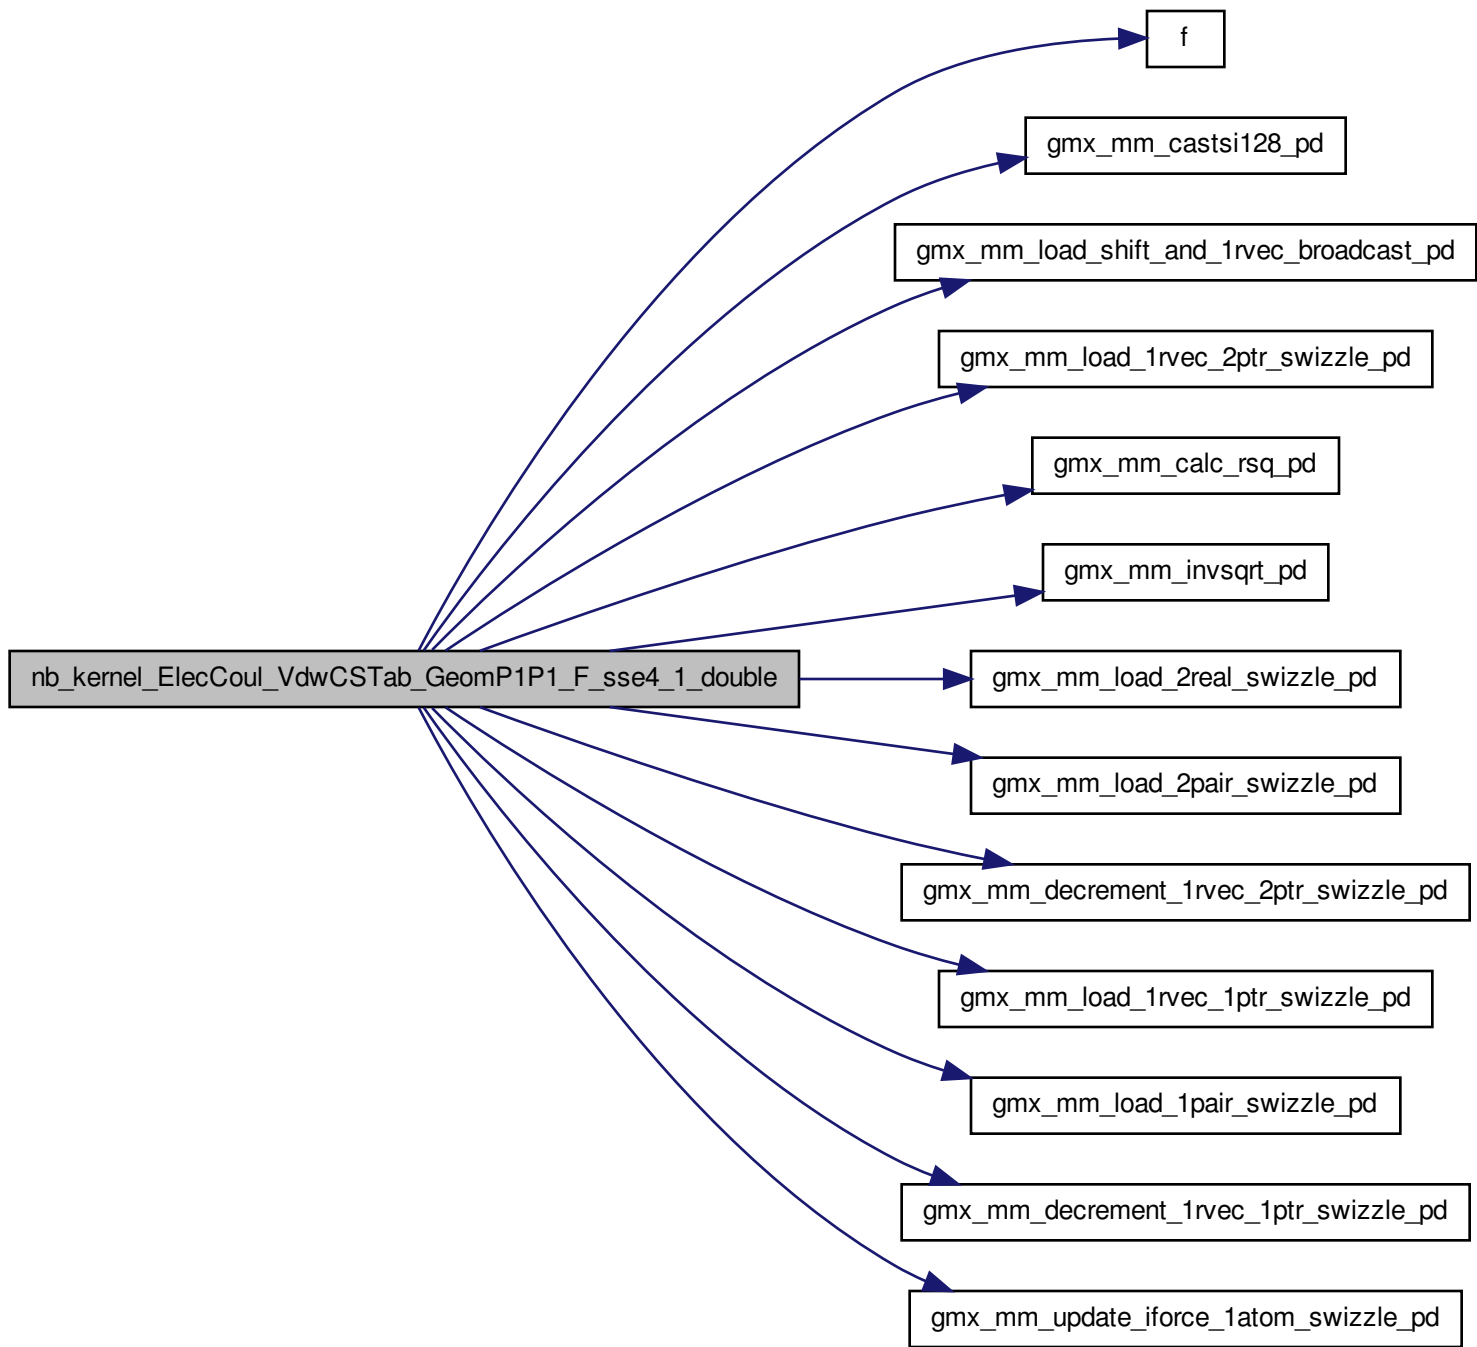 f
gmx_mm_castsi128_pd
gmx_mm_load_shift_and_1rvec_broadcast_pd
gmx_mm_load_1rvec_2ptr_swizzle_pd
gmx_mm_calc_rsq_pd
gmx_mm_invsqrt_pd
nb_kernel_ElecCoul_VdwCSTab_GeomP1P1_F_sse4_1_double
gmx_mm_load_2real_swizzle_pd
gmx_mm_load_2pair_swizzle_pd
gmx_mm_decrement_1rvec_2ptr_swizzle_pd
gmx_mm_load_1rvec_1ptr_swizzle_pd
gmx_mm_load_1pair_swizzle_pd
gmx_mm_decrement_1rvec_1ptr_swizzle_pd
gmx_mm_update_iforce_1atom_swizzle_pd